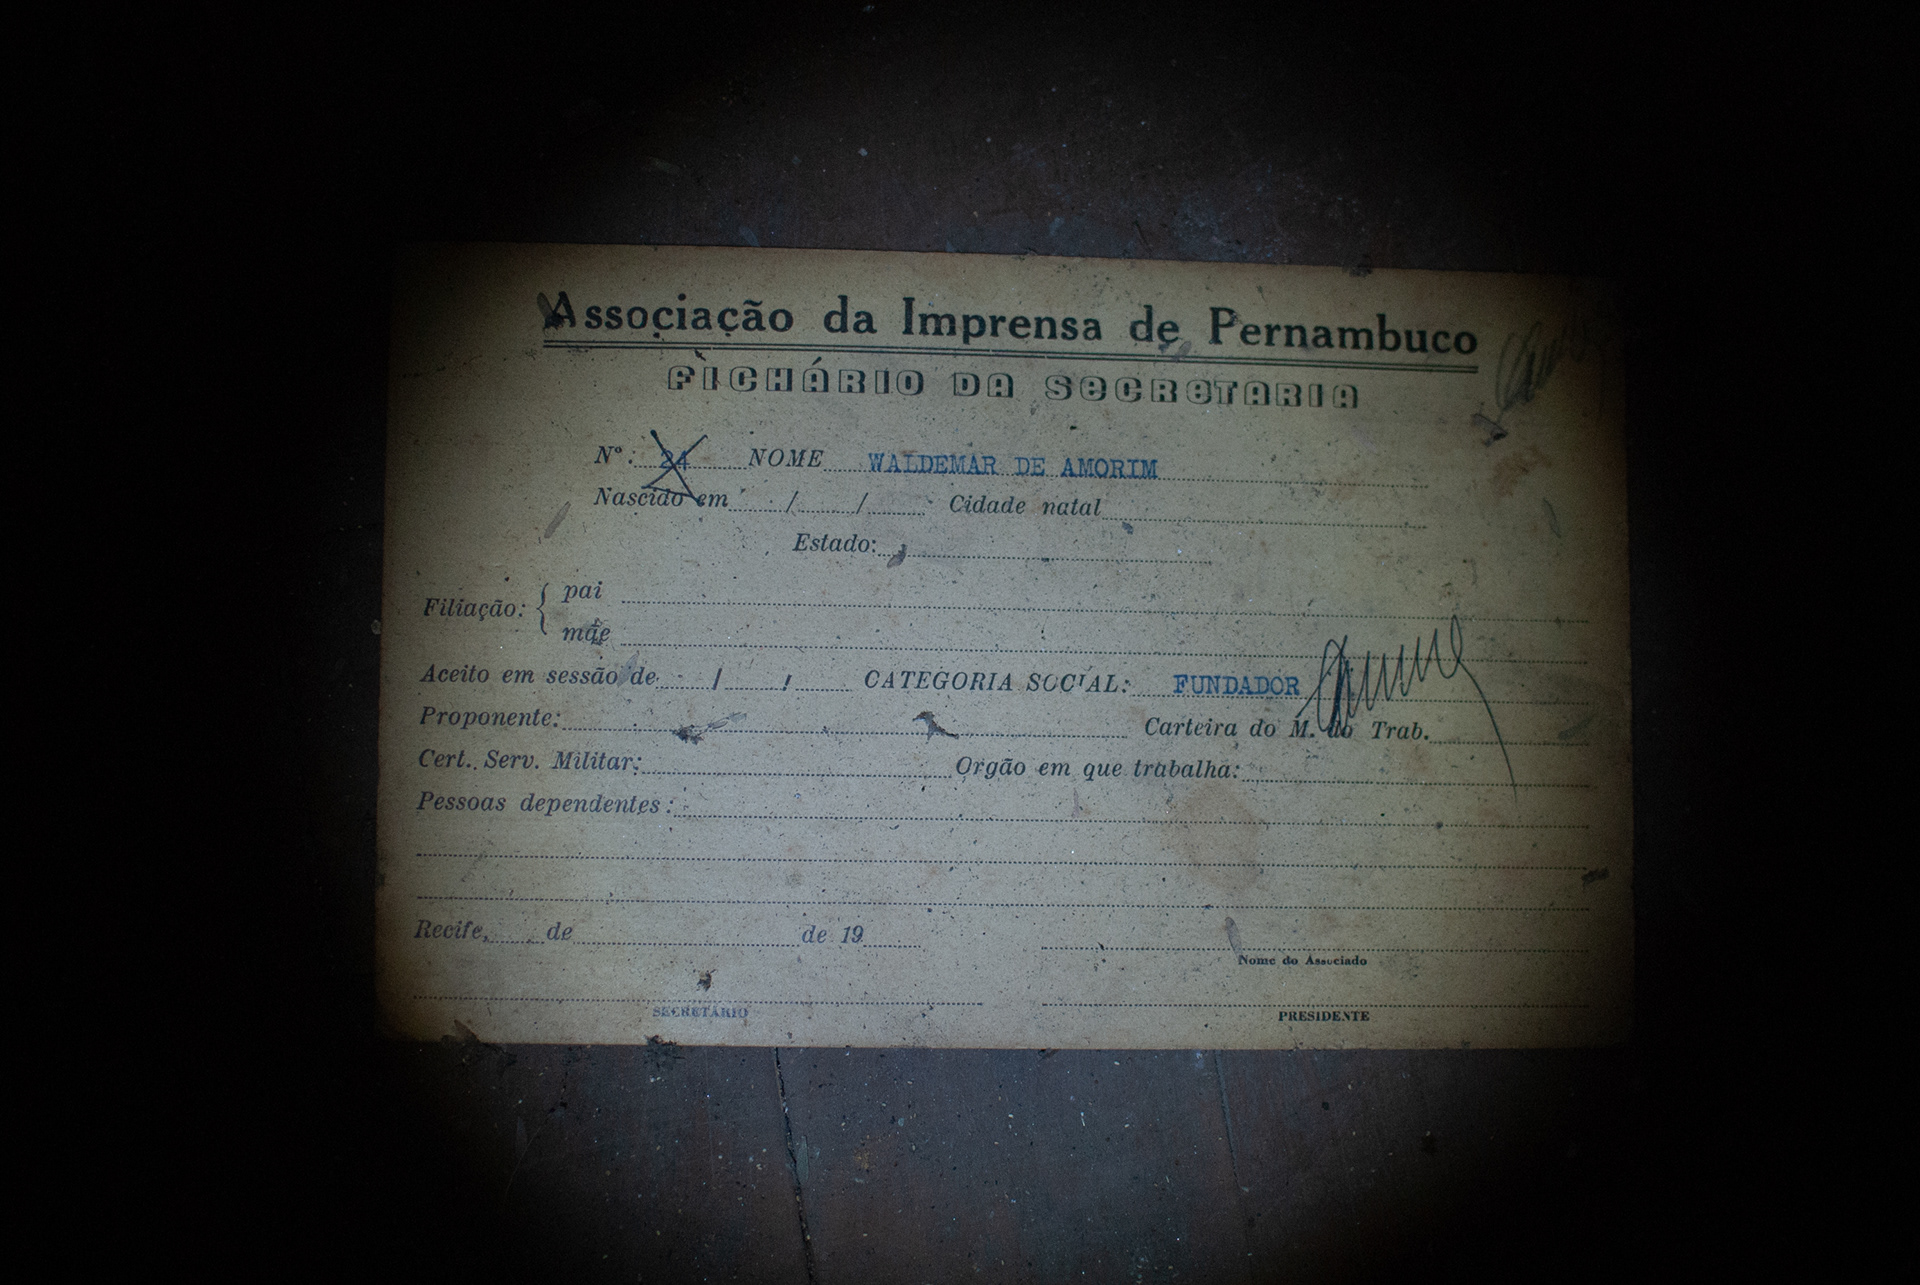 Associação da Imprensa de Pernambuco
FICHÁRIO DA SECRETARIA
Nº: 24 NOME WALDEMAR DE AMORIM
Nascido em / / Cidade natal
Estado:
Filiação: { pai
mãe
Aceito em sessão de / / CATEGORIA SOCIAL: FUNDADOR
Proponente: Carteira do M. do Trab.
Cert. Serv. Militar: Orgão em que trabalha:
Pessoas dependentes:
Recife, de de 19
Nome do Associado
SECRETÁRIO PRESIDENTE